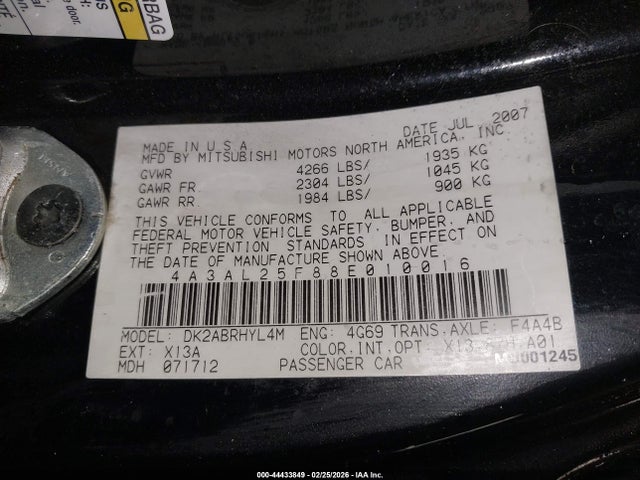 AIRBAG
MADE IN U.S.A. DATE JUL 2007
MFD BY MITSUBISHI MOTORS NORTH AMERICA, INC.
GVWR 4266 LBS/ 1935 KG
GAWR FR. 2304 LBS/ 1045 KG
GAWR RR. 1984 LBS/ 900 KG
THIS VEHICLE CONFORMS TO ALL APPLICABLE
FEDERAL MOTOR VEHICLE SAFETY, BUMPER, AND
THEFT PREVENTION STANDARDS IN EFFECT ON
THE DATE OF MANUFACTURE SHOWN ABOVE.
4A3AL25F88E010016
MODEL: DK2ABRHYL4M ENG: 4G69 TRANS.AXLE: F4A4B
EXT: X13A COLOR.INT.OPT: X13 A01
MDH 071712 PASSENGER CAR
000-44433849 - 02/25/2026 - IAA Inc.